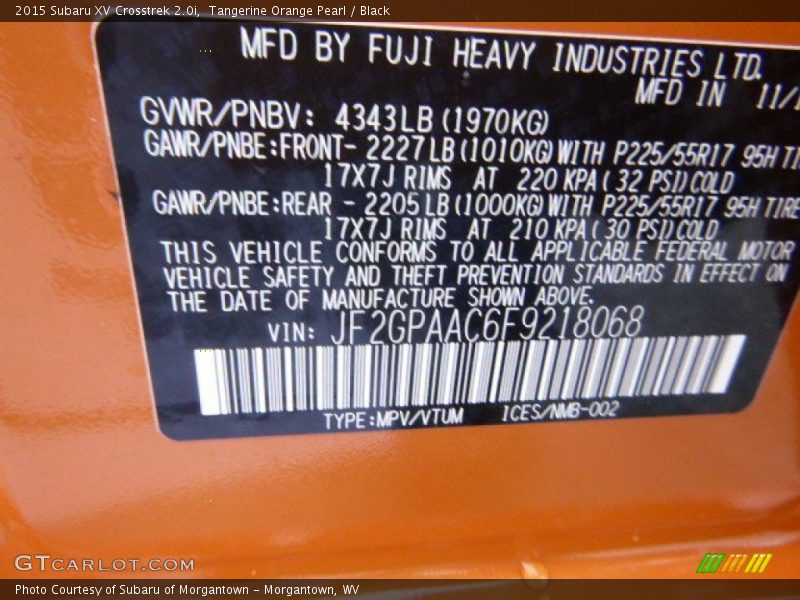 2015 Subaru XV Crosstrek 2.0i, Tangerine Orange Pearl / Black
MFD BY FUJI HEAVY INDUSTRIES LTD.
MFD IN 11/1
GVWR/PNBV: 4343LB (1970KG)
GAWR/PNBE:FRONT- 2227LB (1010KG) WITH P225/55R17 95H TI
17X7J RIMS AT 220 KPA (32 PSI) COLD
GAWR/PNBE:REAR - 2205LB (1000KG) WITH P225/55R17 95H TIRE
17X7J RIMS AT 210 KPA (30 PSI) COLD
THIS VEHICLE CONFORMS TO ALL APPLICABLE FEDERAL MOTOR
VEHICLE SAFETY AND THEFT PREVENTION STANDARDS IN EFFECT ON
THE DATE OF MANUFACTURE SHOWN ABOVE.
VIN: JF2GPAAC6F9218068
TYPE:MPV/VTUM ICES/NMB-002
GTCARLOT.COM
Photo Courtesy of Subaru of Morgantown - Morgantown, WV